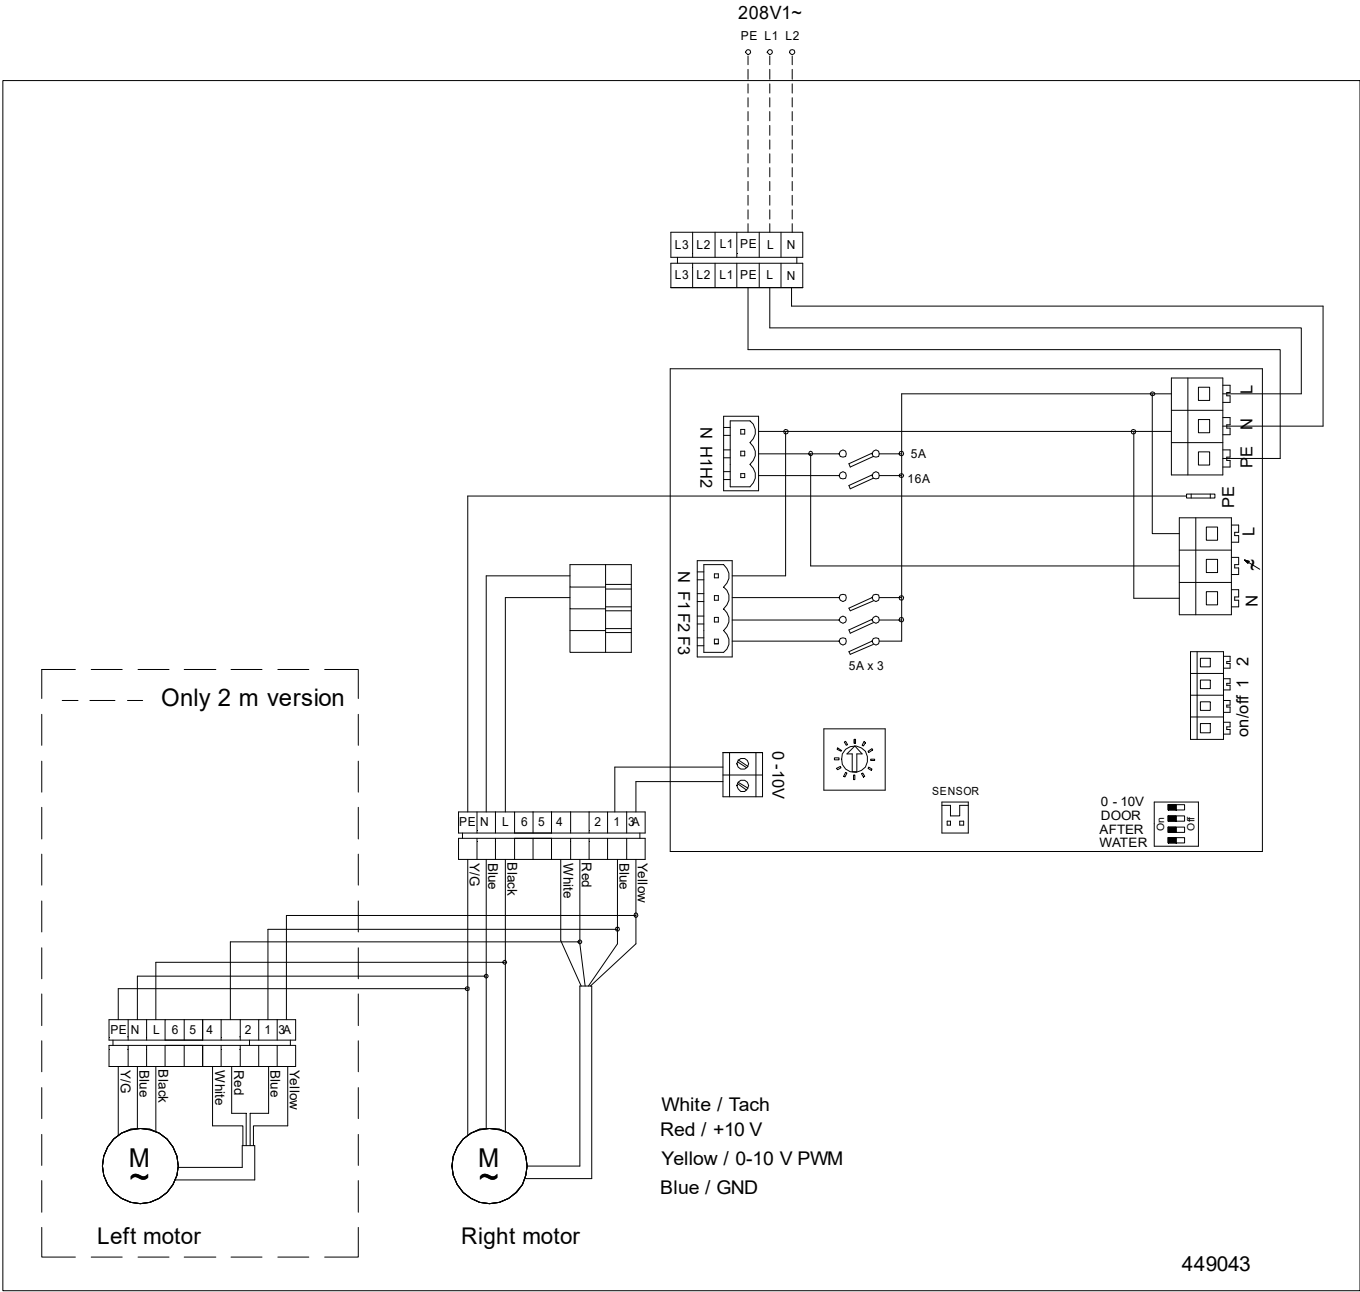 208V1~
PE L1 L2
L3 L2 L1 PE L N
L3 L2 L1 PE L N
L
N
PE
PE
N H1 H2
5A
16A
L
N
N F1 F2 F3
5A x 3
2
1
on/off
Only 2 m version
0 -10V
SENSOR
0 - 10V
DOOR
AFTER
WATER
On
Off
PE N L 6 5 4 2 1 3A
Y/G Blue Black White Red Blue Yellow
PE N L 6 5 4 2 1 3A
Y/G Blue Black White Red Blue Yellow
White / Tach
Red / +10 V
Yellow / 0-10 V PWM
Blue / GND
M
~
M
~
Left motor
Right motor
449043